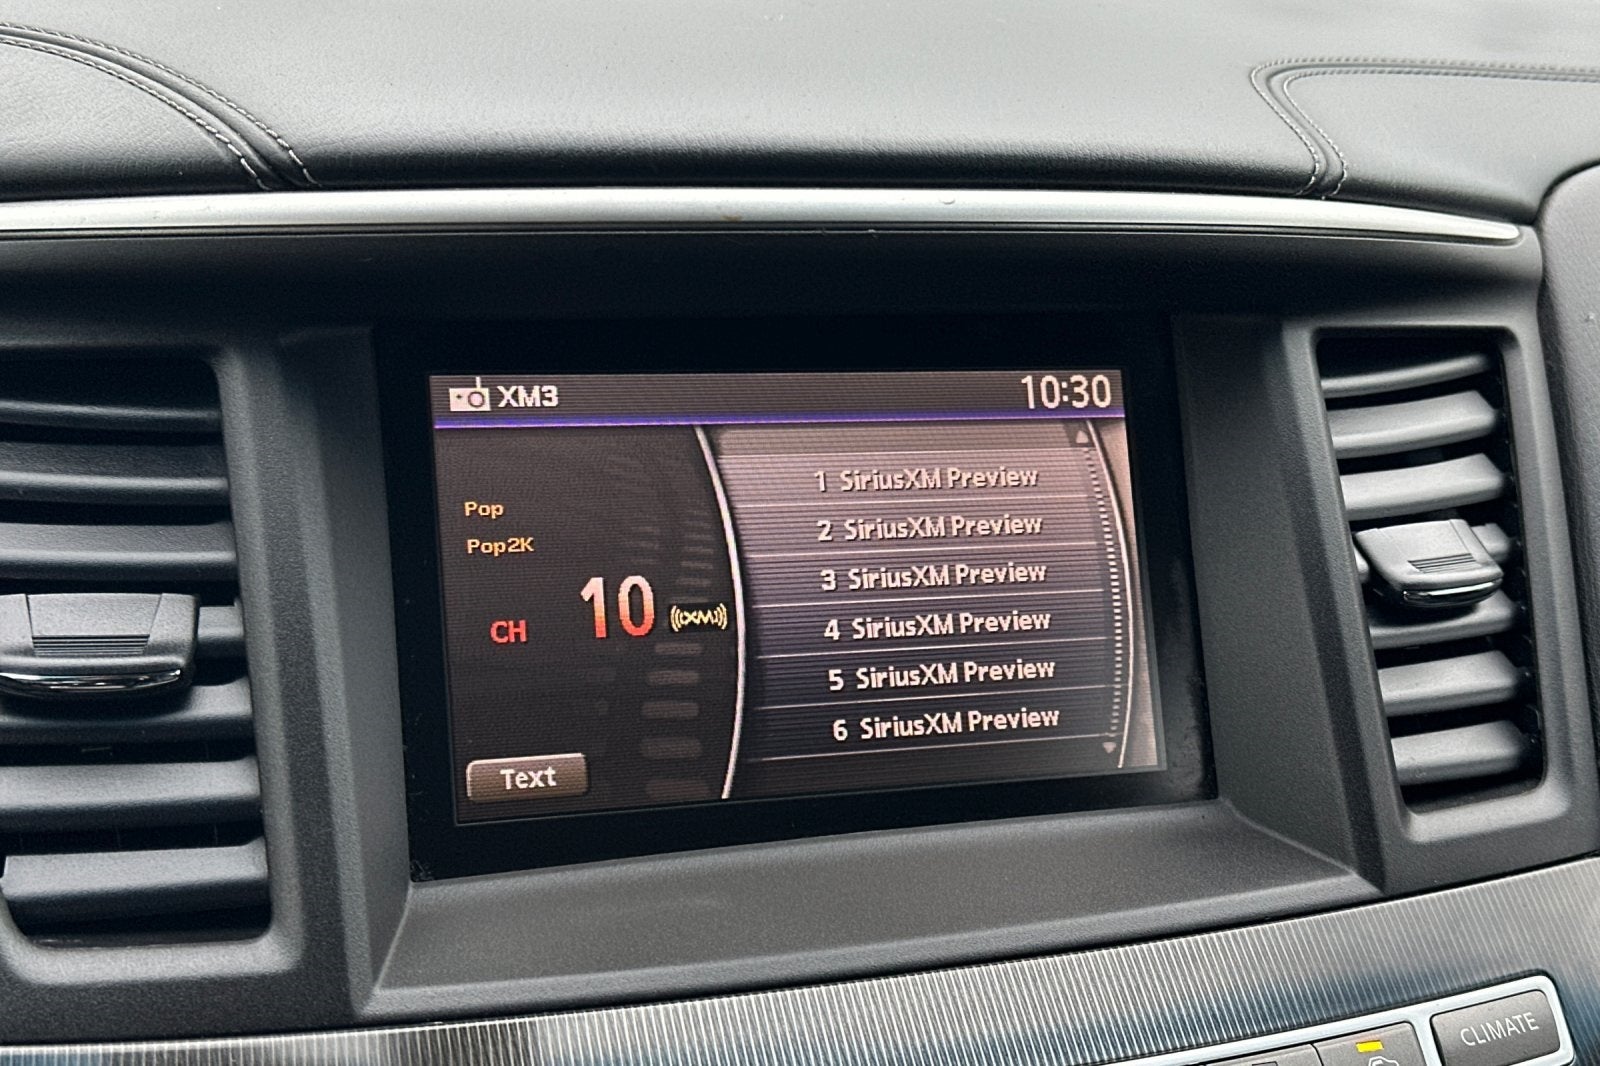 XM3
10:30
Pop
Pop2K
CH 10 ((XM))
1 SiriusXM Preview
2 SiriusXM Preview
3 SiriusXM Preview
4 SiriusXM Preview
5 SiriusXM Preview
6 SiriusXM Preview
Text
CLIMATE